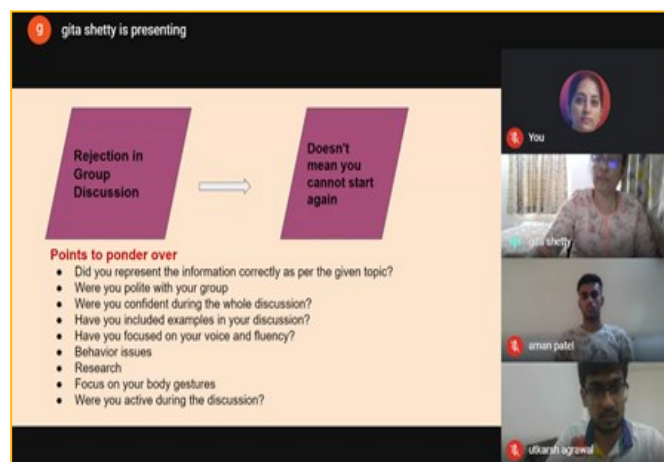 g gita shetty is presenting
Rejection in
Group
Discussion
Doesn't
mean you
cannot start
again
Points to ponder over
• Did you represent the information correctly as per the given topic?
• Were you polite with your group
• Were you confident during the whole discussion?
• Have you included examples in your discussion?
• Have you focused on your voice and fluency?
• Behavior issues
• Research
• Focus on your body gestures
• Were you active during the discussion?
You
gita shetty
aman patel
utkarsh agrawal